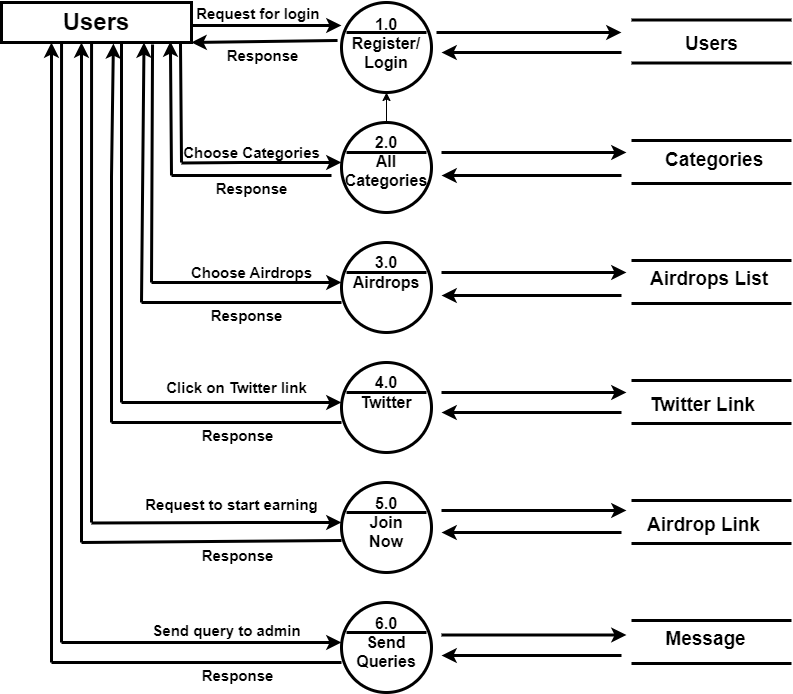 Users
Request for login
Response
1.0
Register/
Login
Users
Choose Categories
Response
2.0
All
Categories
Categories
Choose Airdrops
Response
3.0
Airdrops
Airdrops List
Click on Twitter link
Response
4.0
Twitter
Twitter Link
Request to start earning
Response
5.0
Join
Now
Airdrop Link
Send query to admin
Response
6.0
Send
Queries
Message